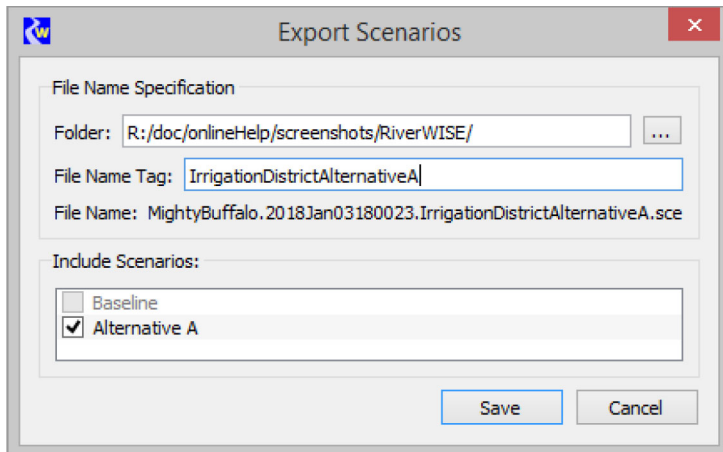 Export Scenarios
File Name Specification
Folder: R:/doc/onlineHelp/screenshots/RiverWISE/ ...
File Name Tag: IrrigationDistrictAlternativeA
File Name: MightyBuffalo.2018Jan03180023.IrrigationDistrictAlternativeA.sce
Include Scenarios:
Baseline
Alternative A
Save Cancel